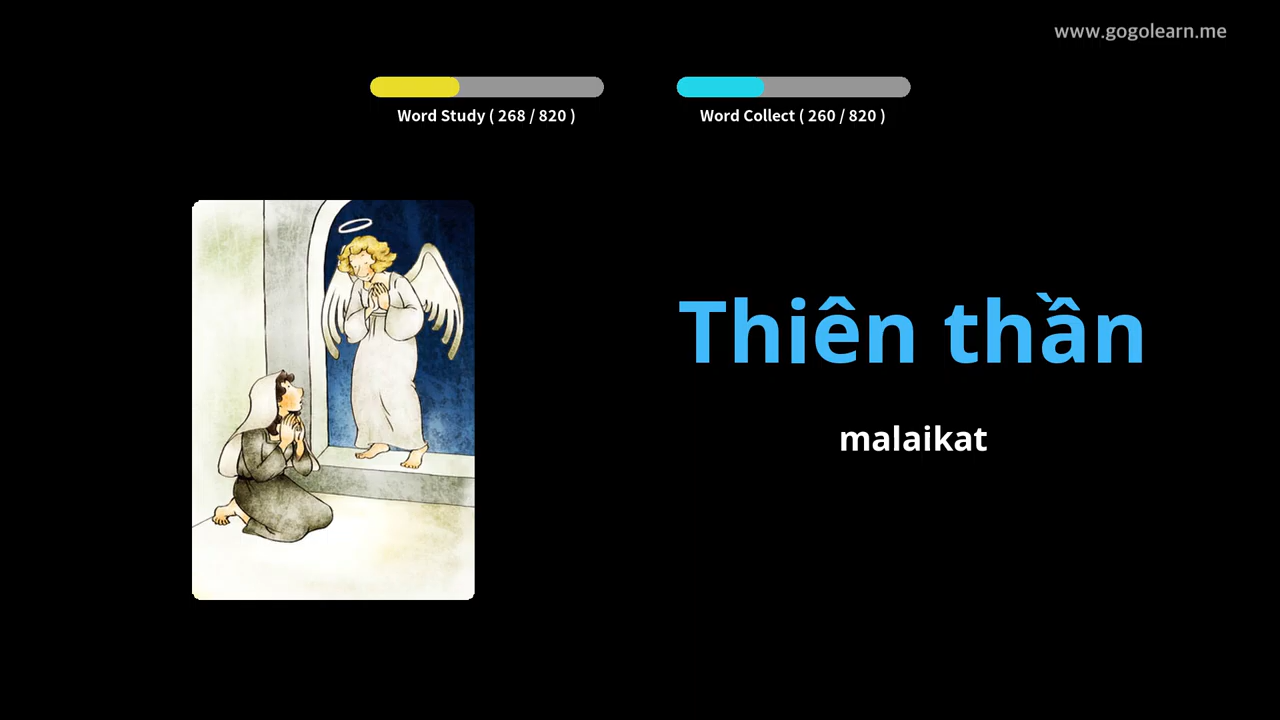 www.gogolearn.me
Word Study ( 268 / 820 )
Word Collect ( 260 / 820 )
Thiên thần
malaikat